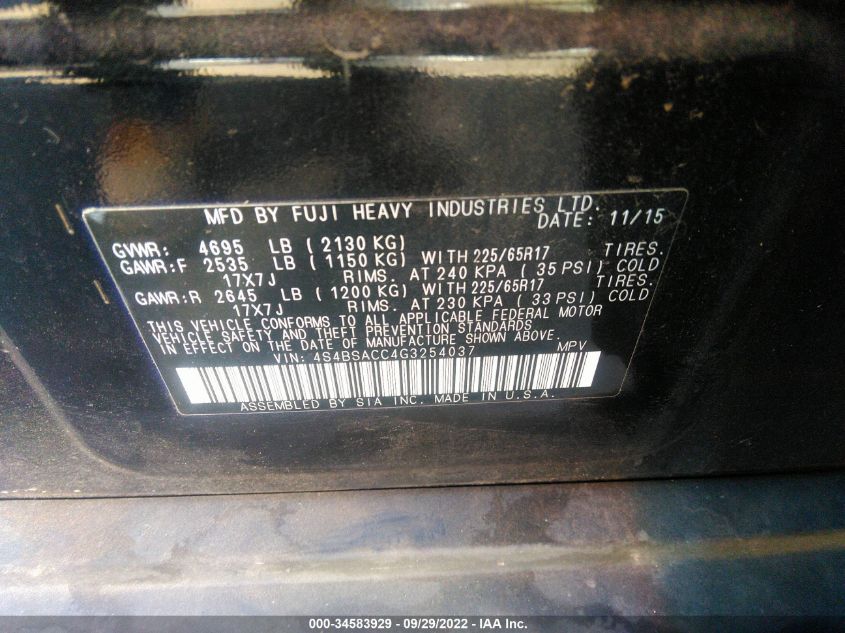 MFD BY FUJI HEAVY INDUSTRIES LTD.
DATE: 11/15
GVWR: 4695 LB ( 2130 KG)
GAWR:F 2535 LB ( 1150 KG) WITH 225/65R17 TIRES.
17X7J RIMS. AT 240 KPA ( 35 PSI) COLD
GAWR:R 2645 LB ( 1200 KG) WITH 225/65R17 TIRES.
17X7J RIMS. AT 230 KPA ( 33 PSI) COLD
THIS VEHICLE CONFORMS TO ALL APPLICABLE FEDERAL MOTOR
VEHICLE SAFETY AND THEFT PREVENTION STANDARDS
IN EFFECT ON THE DATE OF MANUFACTURE SHOWN ABOVE.
VIN: 4S4BSACC4G3254037 MPV
ASSEMBLED BY SIA INC. MADE IN U.S.A.
000-34583929 - 09/29/2022 - IAA Inc.